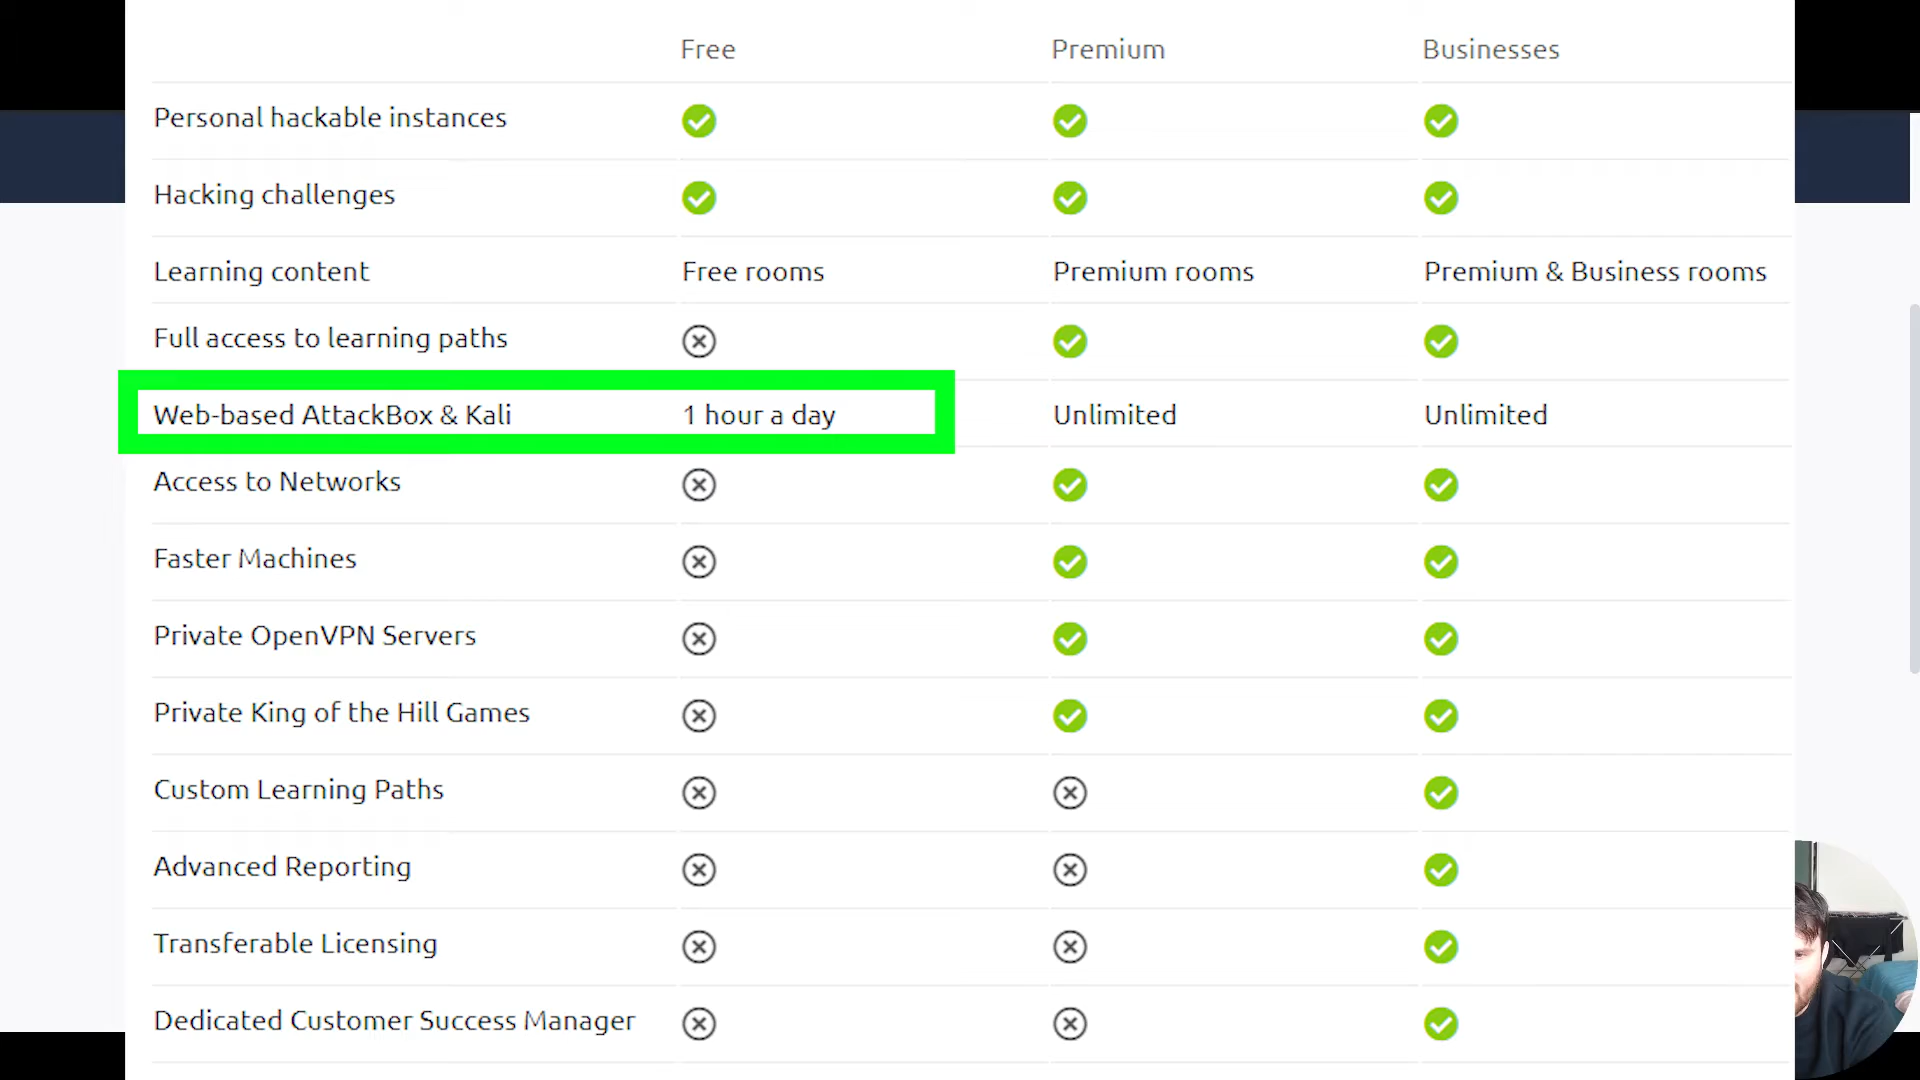 Free Premium Businesses
Personal hackable instances
Hacking challenges
Learning content Free rooms Premium rooms Premium & Business rooms
Full access to learning paths
Web-based AttackBox & Kali 1 hour a day Unlimited Unlimited
Access to Networks
Faster Machines
Private OpenVPN Servers
Private King of the Hill Games
Custom Learning Paths
Advanced Reporting
Transferable Licensing
Dedicated Customer Success Manager